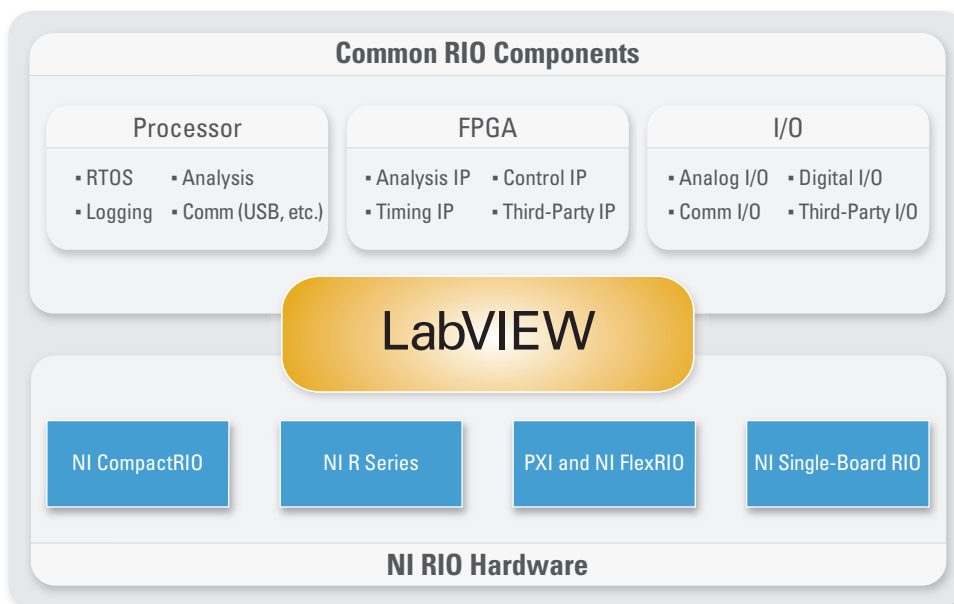 Common RIO Components
Processor
▪ RTOS ▪ Analysis
▪ Logging ▪ Comm (USB, etc.)
FPGA
▪ Analysis IP ▪ Control IP
▪ Timing IP ▪ Third-Party IP
I/O
▪ Analog I/O ▪ Digital I/O
▪ Comm I/O ▪ Third-Party I/O
LabVIEW
NI CompactRIO
NI R Series
PXI and NI FlexRIO
NI Single-Board RIO
NI RIO Hardware